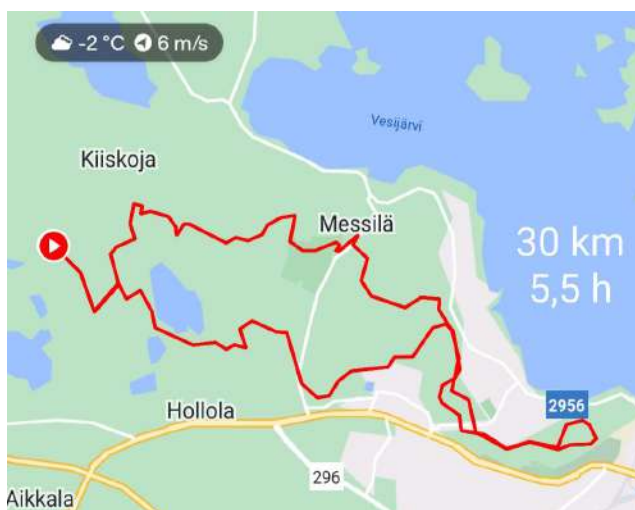 -2 °C 6 m/s
Vesijärvi
Kiiskoja
Messilä
30 km
5,5 h
2956
Hollola
296
Aikkala